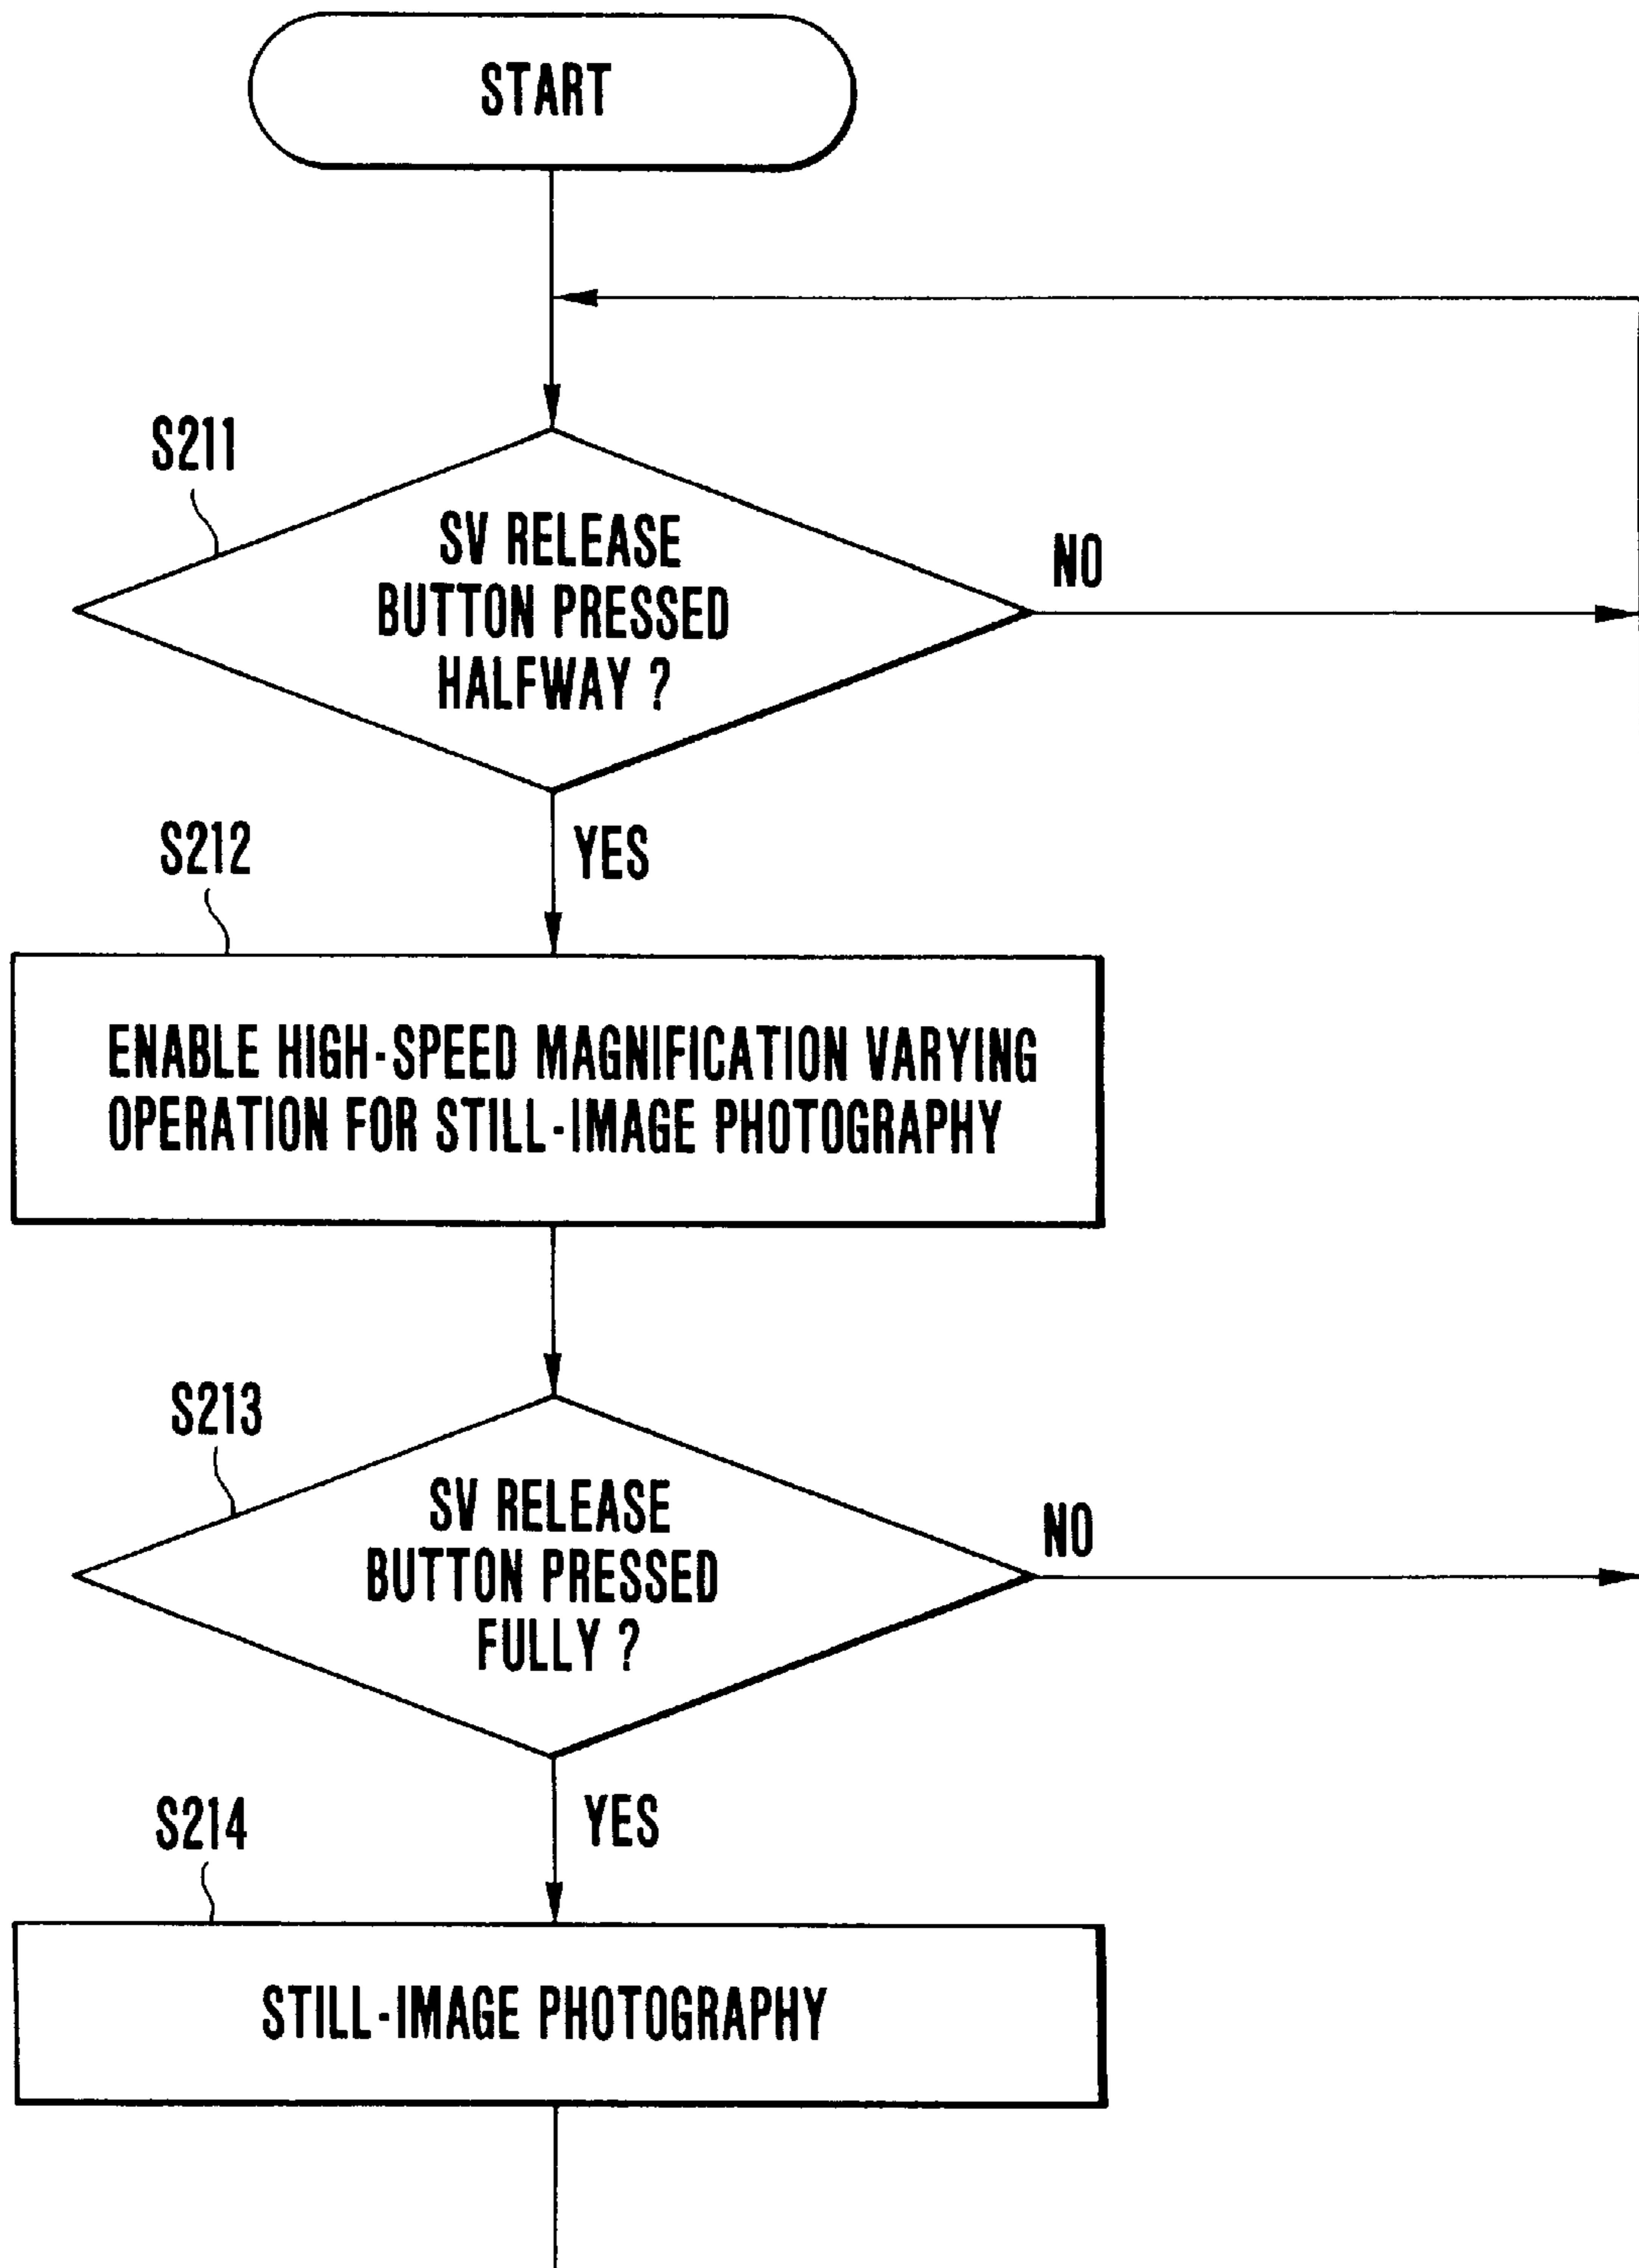 START
S211
SV RELEASE
BUTTON PRESSED
HALFWAY ?
NO
YES
S212
ENABLE HIGH-SPEED MAGNIFICATION VARYING
OPERATION FOR STILL-IMAGE PHOTOGRAPHY
S213
SV RELEASE
BUTTON PRESSED
FULLY ?
NO
YES
S214
STILL-IMAGE PHOTOGRAPHY